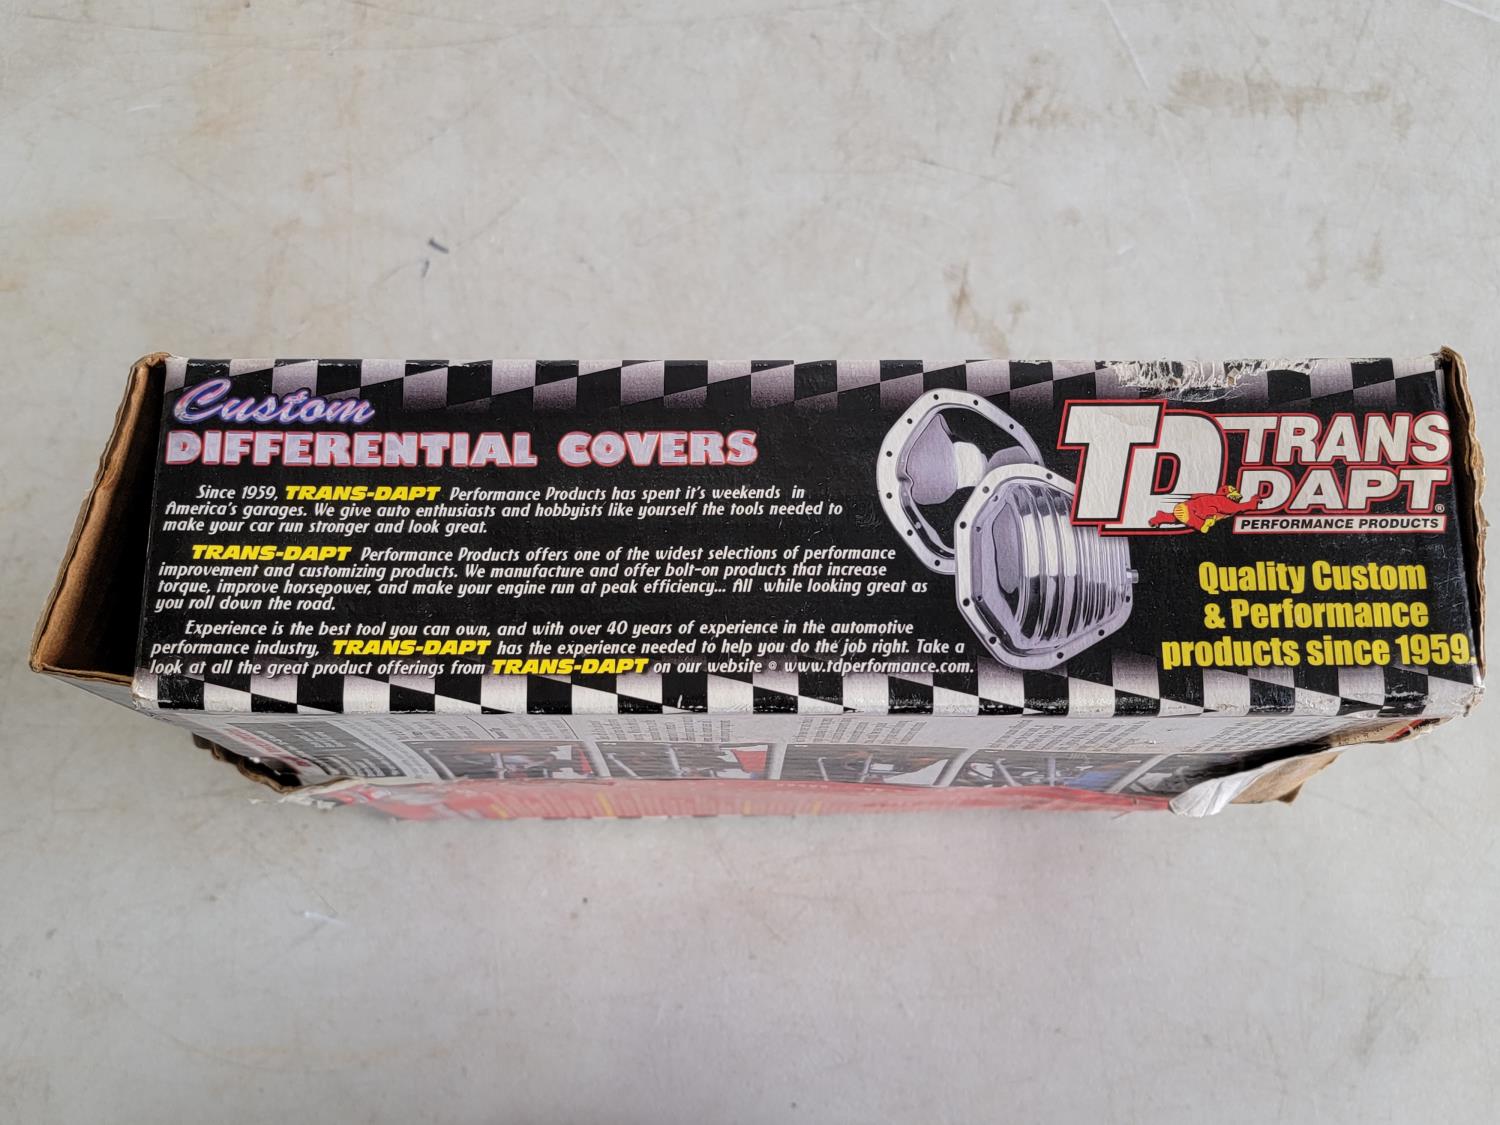 Custom
DIFFERENTIAL COVERS
Since 1959, TRANS-DAPT Performance Products has spent it's weekends in
America's garages. We give auto enthusiasts and hobbyists like yourself the tools needed to
make your car run stronger and look great.
TRANS-DAPT Performance Products offers one of the widest selections of performance
improvement and customizing products. We manufacture and offer bolt-on products that increase
torque, improve horsepower, and make your engine run at peak efficiency... All while looking great as
you roll down the road.
Experience is the best tool you can own, and with over 40 years of experience in the automotive
performance industry, TRANS-DAPT has the experience needed to help you do the job right. Take a
look at all the great product offerings from TRANS-DAPT on our website @ www.tdperformance.com.
TD TRANS
DAPT®
PERFORMANCE PRODUCTS
Quality Custom
& Performance
products since 1959.